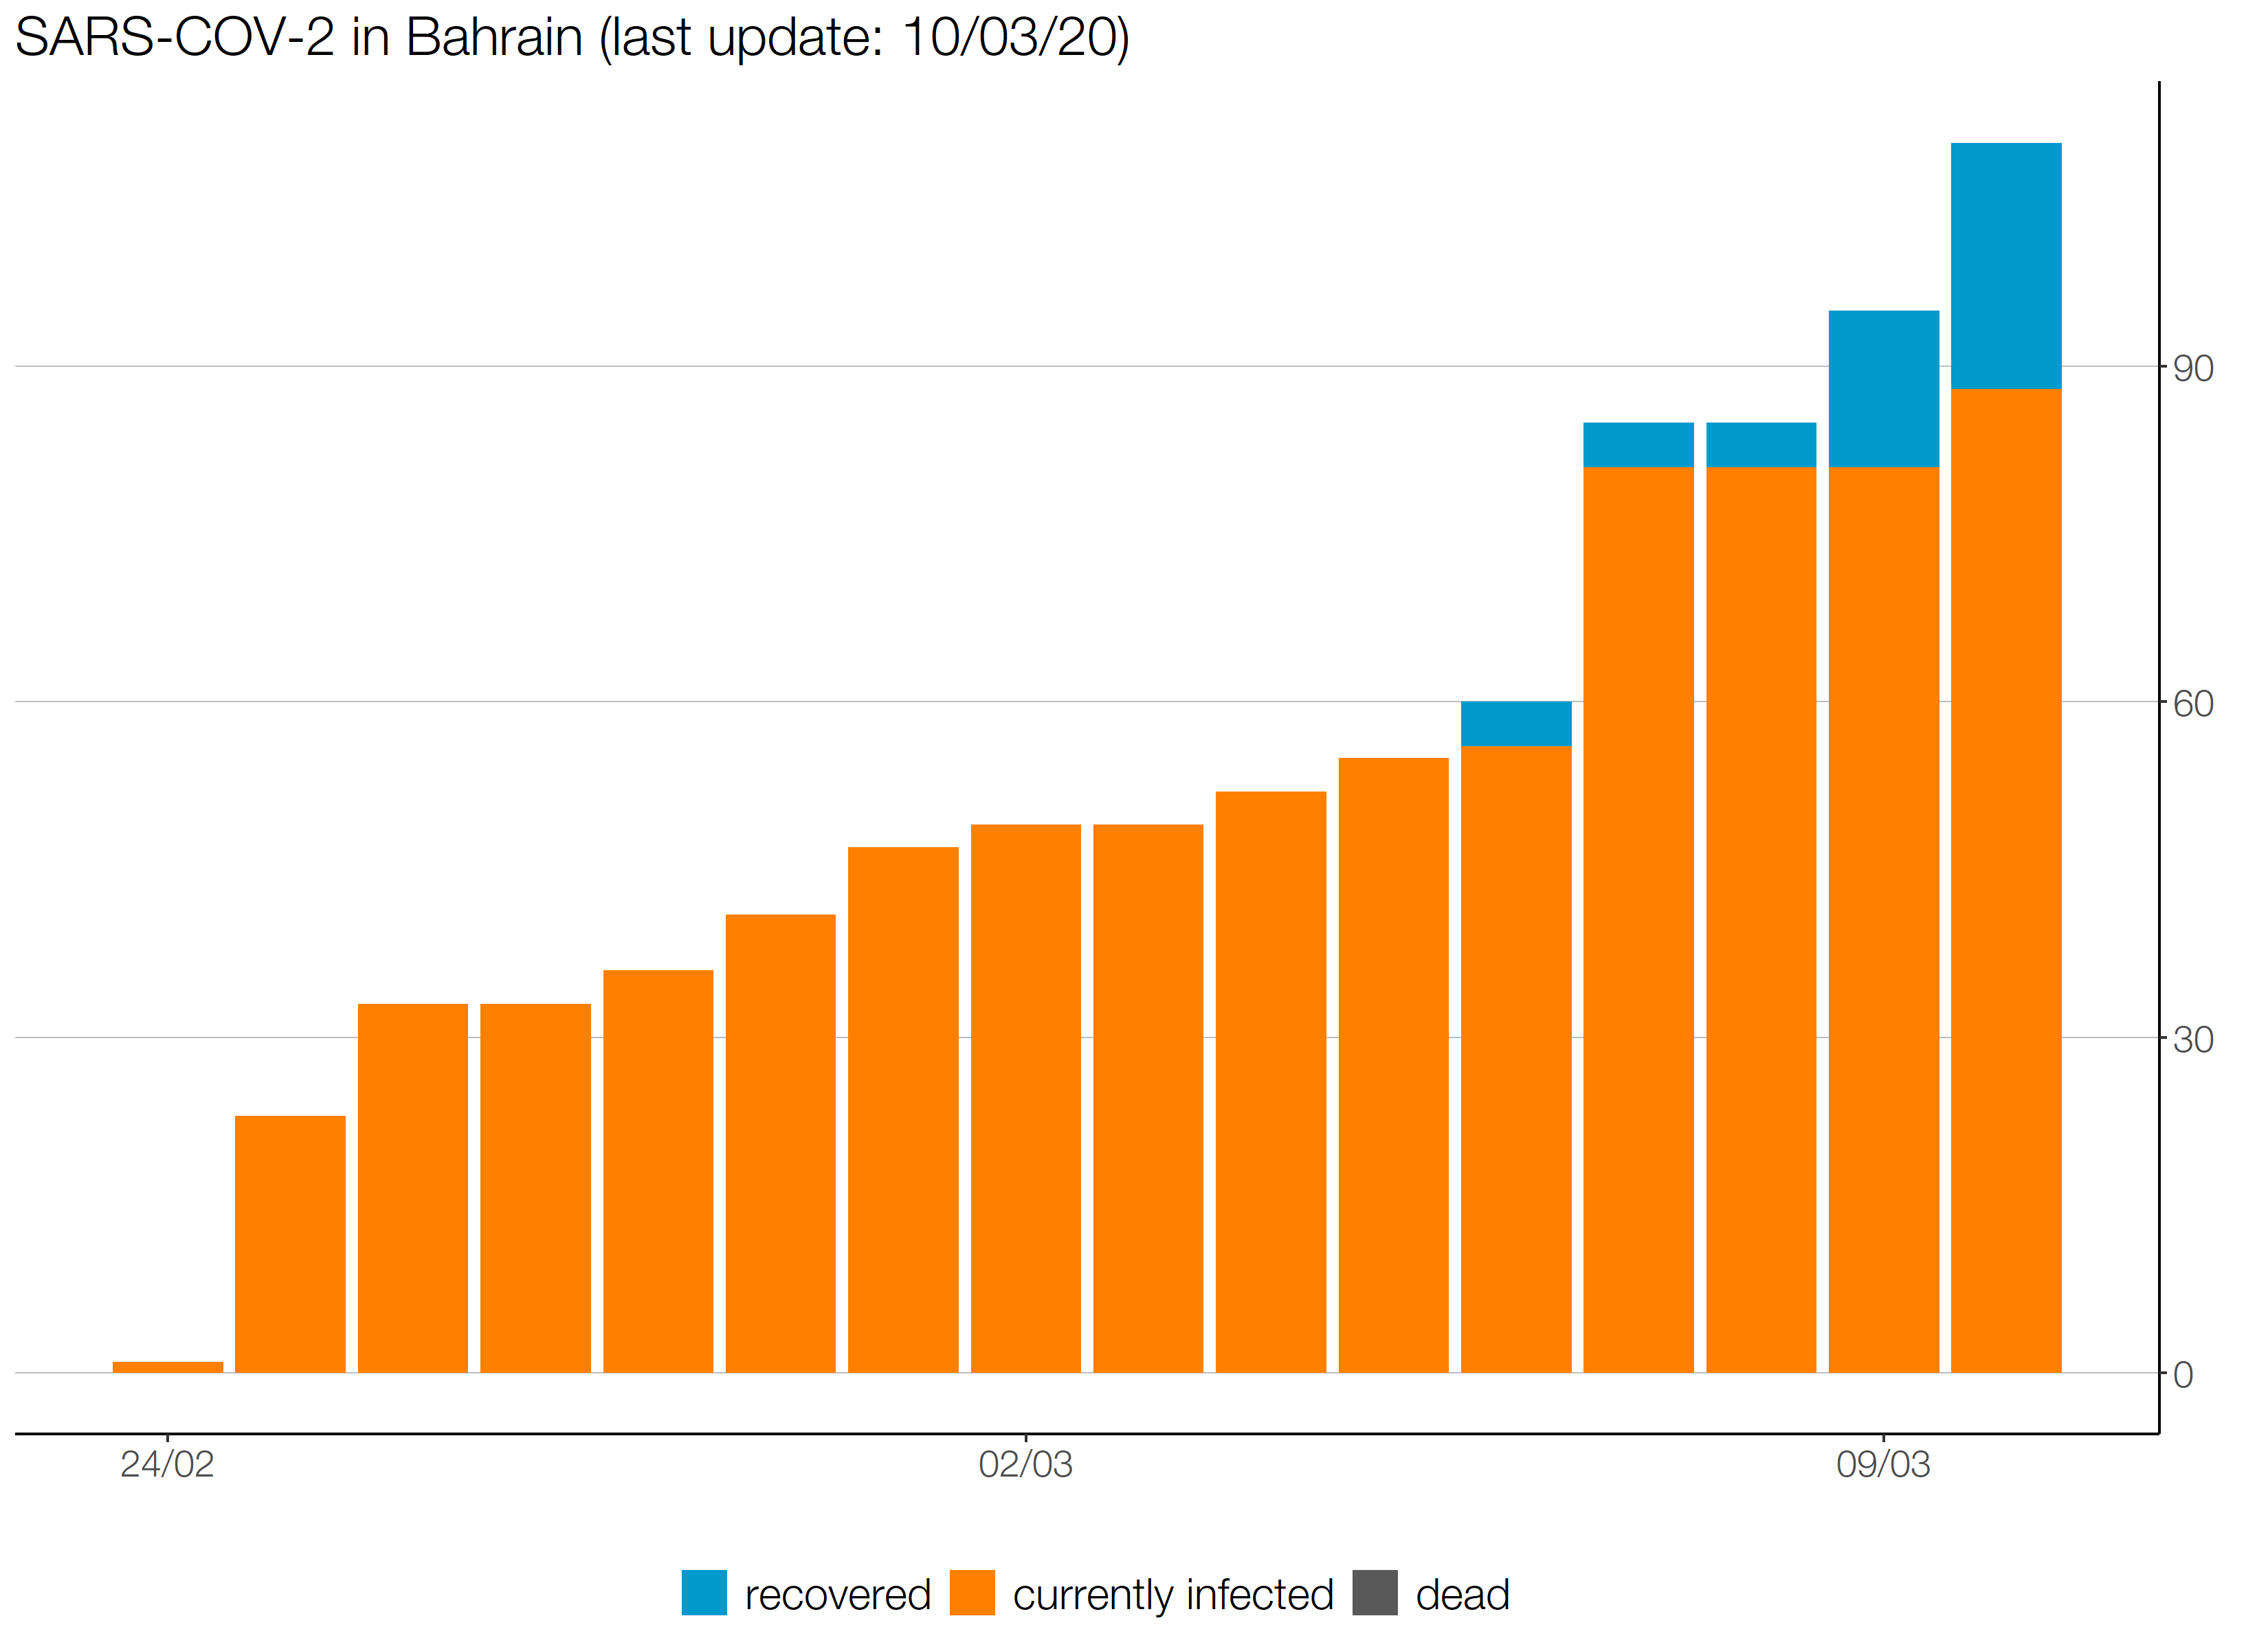 SARS-COV-2 in Bahrain (last update: 10/03/20)
90
60
30
0
24/02 02/03 09/03
recovered currently infected dead